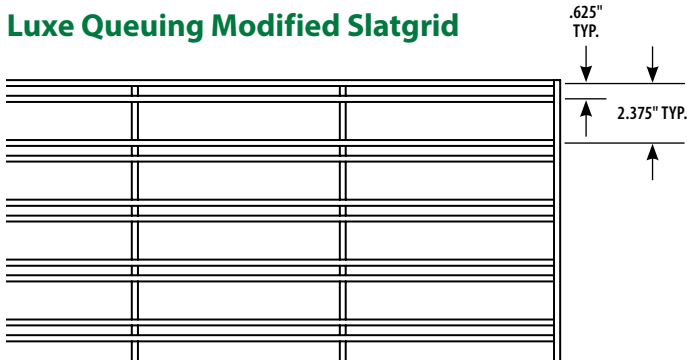 Luxe Queuing Modified Slatgrid
.625"
TYP.
2.375" TYP.